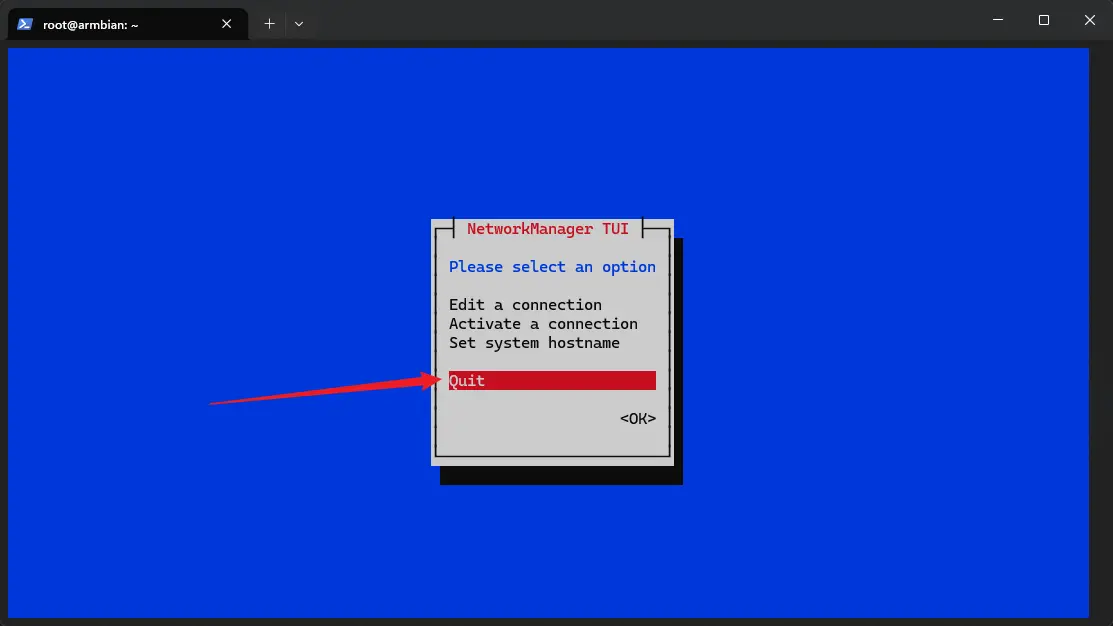 root@armbian: ~
NetworkManager TUI
Please select an option
Edit a connection
Activate a connection
Set system hostname
Quit
<OK>